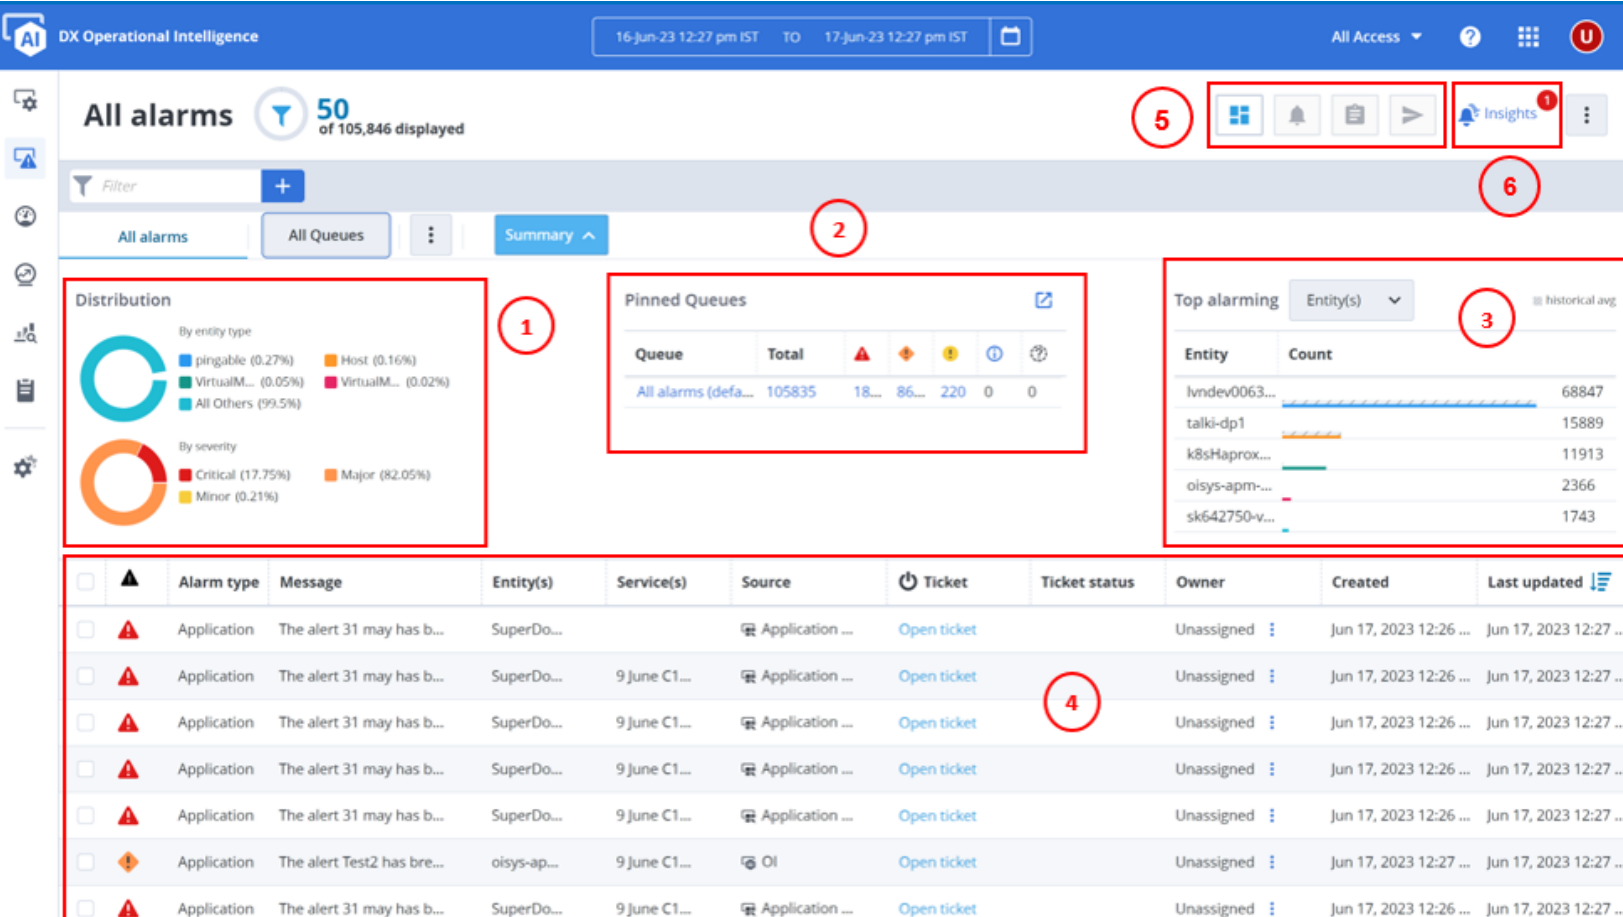 AI DX Operational Intelligence 16-Jun-23 12:27 pm IST TO 17-Jun-23 12:27 pm IST All Access ? U
All alarms 50 of 105,846 displayed 5 Insights 1
Filter + 6
All alarms All Queues Summary 2
Distribution 1
By entity type
pingable (0.27%) Host (0.16%)
VirtualM... (0.05%) VirtualM... (0.02%)
All Others (99.5%)
By severity
Critical (17.75%) Major (82.05%)
Minor (0.21%)
Pinned Queues
Queue Total
All alarms (defa... 105835 18... 86... 220 0 0
Top alarming Entity(s) 3 historical avg
Entity Count
lvndev0063... 68847
talki-dp1 15889
k8sHaprox... 11913
oisys-apm-... 2366
sk642750-v... 1743
Alarm type Message Entity(s) Service(s) Source Ticket Ticket status Owner Created Last updated
Application The alert 31 may has b... SuperDo... Application ... Open ticket Unassigned Jun 17, 2023 12:26 ... Jun 17, 2023 12:27 ...
Application The alert 31 may has b... SuperDo... 9 June C1... Application ... Open ticket Unassigned Jun 17, 2023 12:26 ... Jun 17, 2023 12:27 ...
4
Application The alert 31 may has b... SuperDo... 9 June C1... Application ... Open ticket Unassigned Jun 17, 2023 12:26 ... Jun 17, 2023 12:27 ...
Application The alert 31 may has b... SuperDo... 9 June C1... Application ... Open ticket Unassigned Jun 17, 2023 12:26 ... Jun 17, 2023 12:27 ...
Application The alert 31 may has b... SuperDo... 9 June C1... Application ... Open ticket Unassigned Jun 17, 2023 12:26 ... Jun 17, 2023 12:27 ...
Application The alert Test2 has bre... oisys-ap... 9 June C1... OI Open ticket Unassigned Jun 17, 2023 12:27 ... Jun 17, 2023 12:27 ...
Application The alert 31 may has b... SuperDo... 9 June C1... Application ... Open ticket Unassigned Jun 17, 2023 12:26 ... Jun 17, 2023 12:27 ...